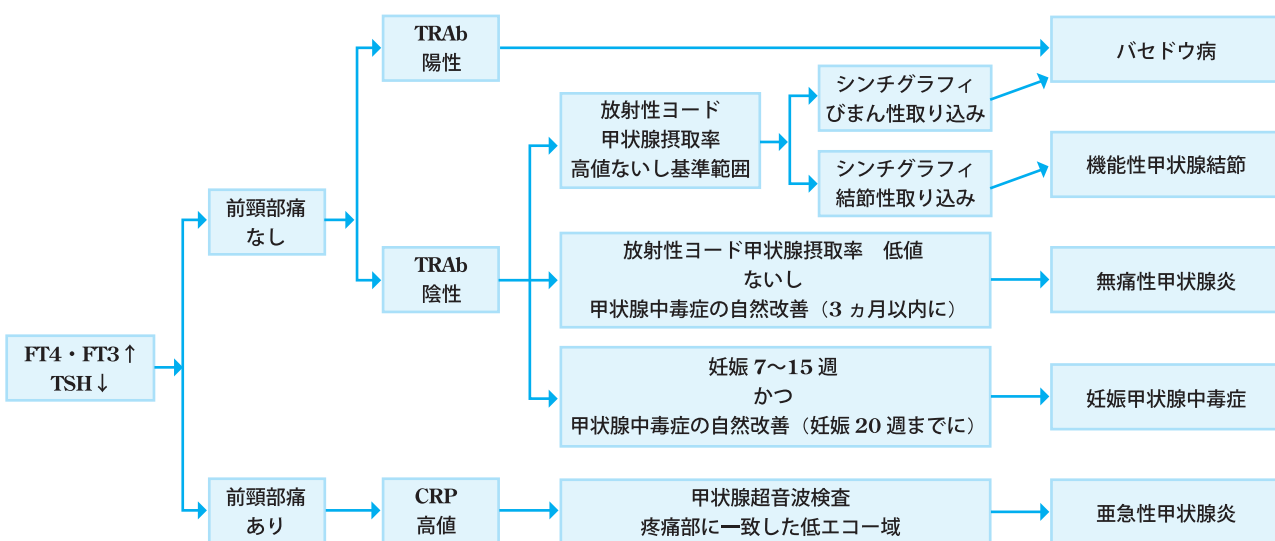 FT4・FT3↑
TSH↓
前頸部痛
なし
TRAb
陽性
バセドウ病
TRAb
陰性
放射性ヨード
甲状腺摂取率
高値ないし基準範囲
シンチグラフィ
びまん性取り込み
シンチグラフィ
結節性取り込み
機能性甲状腺結節
放射性ヨード甲状腺摂取率　低値
ないし
甲状腺中毒症の自然改善（3 ヵ月以内に）
無痛性甲状腺炎
妊娠 7～15 週
かつ
甲状腺中毒症の自然改善（妊娠 20 週までに）
妊娠甲状腺中毒症
前頸部痛
あり
CRP
高値
甲状腺超音波検査
疼痛部に一致した低エコー域
亜急性甲状腺炎